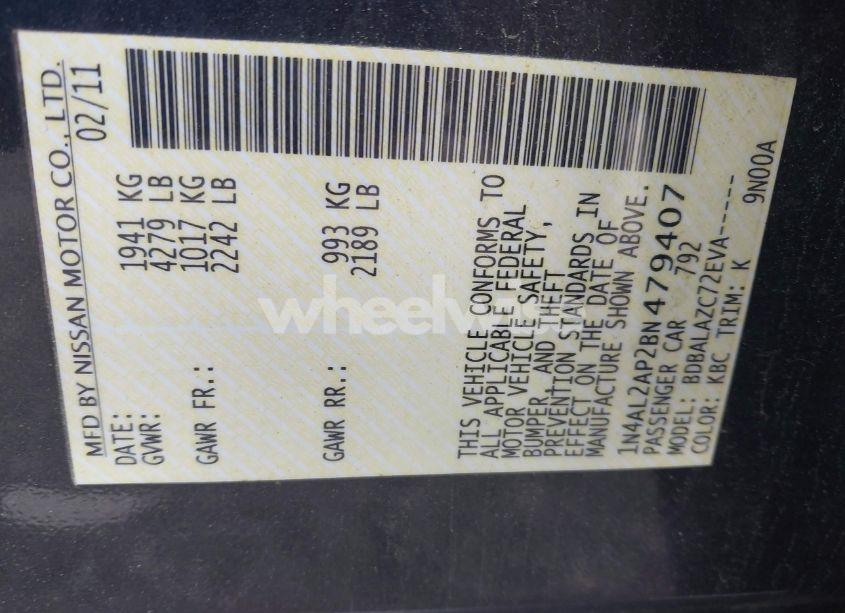 MFD BY NISSAN MOTOR CO., LTD.
DATE: 02/11
GVWR: 1941 KG
4279 LB
GAWR FR.: 1017 KG
2242 LB
GAWR RR.: 993 KG
2189 LB
THIS VEHICLE CONFORMS TO
ALL APPLICABLE FEDERAL
MOTOR VEHICLE SAFETY,
BUMPER, AND THEFT
PREVENTION STANDARDS IN
EFFECT ON THE DATE OF
MANUFACTURE SHOWN ABOVE.
1N4AL2AP2BN479407
PASSENGER CAR 792
MODEL: BDBALAZC72EVA------
COLOR: KBC TRIM: K 9N00A